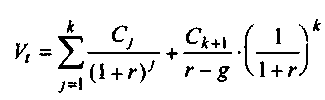 V_t = \sum_{j=1}^{k} \frac{C_j}{(1+r)^j} + \frac{C_{k+1}}{r-g} \cdot \left( \frac{1}{1+r} \right)^k